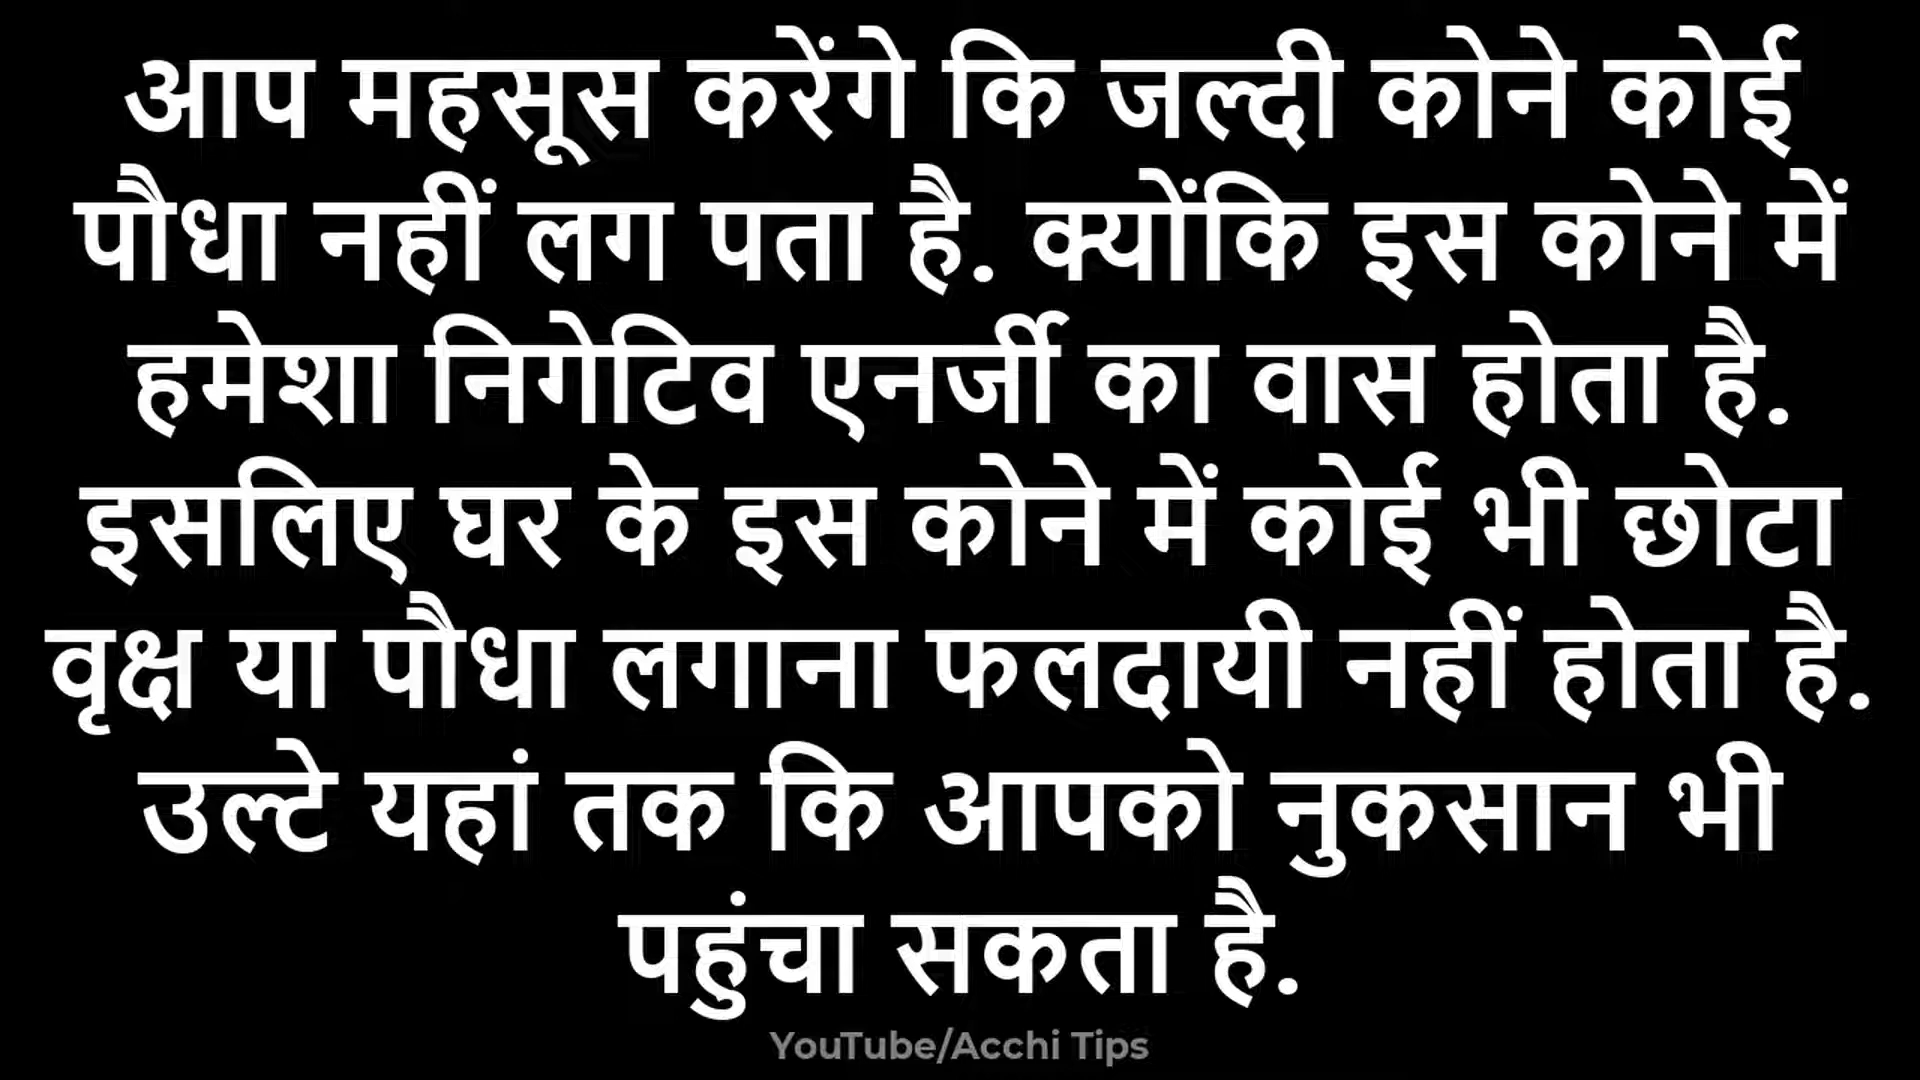 आप महसूस करेंगे कि जल्दी कोने कोई
पौधा नहीं लग पता है. क्योंकि इस कोने में
हमेशा निगेटिव एनर्जी का वास होता है.
इसलिए घर के इस कोने में कोई भी छोटा
वृक्ष या पौधा लगाना फलदायी नहीं होता है.
उल्टे यहां तक कि आपको नुकसान भी
पहुंचा सकता है.
YouTube/Acchi Tips